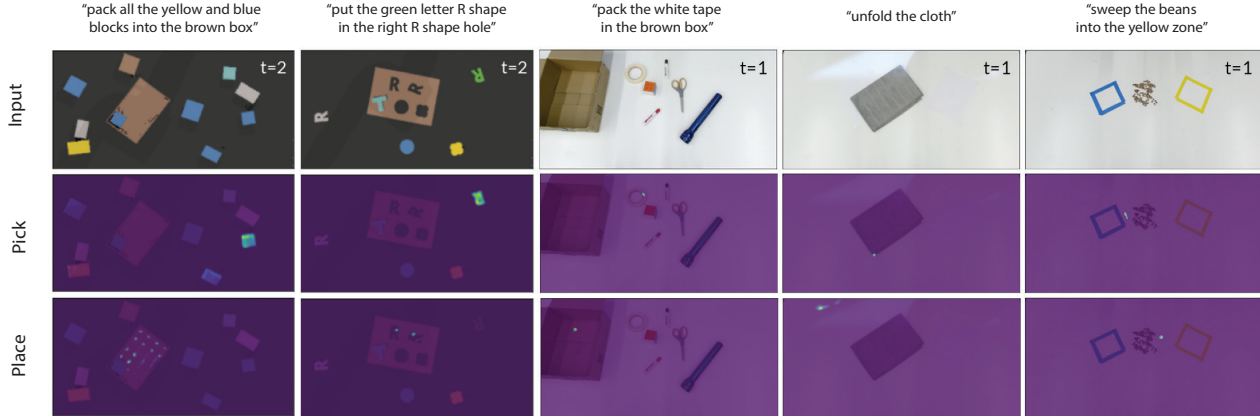 “pack all the yellow and blue
blocks into the brown box”
“put the green letter R shape
in the right R shape hole”
“pack the white tape
in the brown box”
“unfold the cloth”
“sweep the beans
into the yellow zone”
Input
t=2
t=2
t=1
t=1
t=1
R
R
R
R
T
Pick
R
R
R
T
Place
R
R
R
T
R